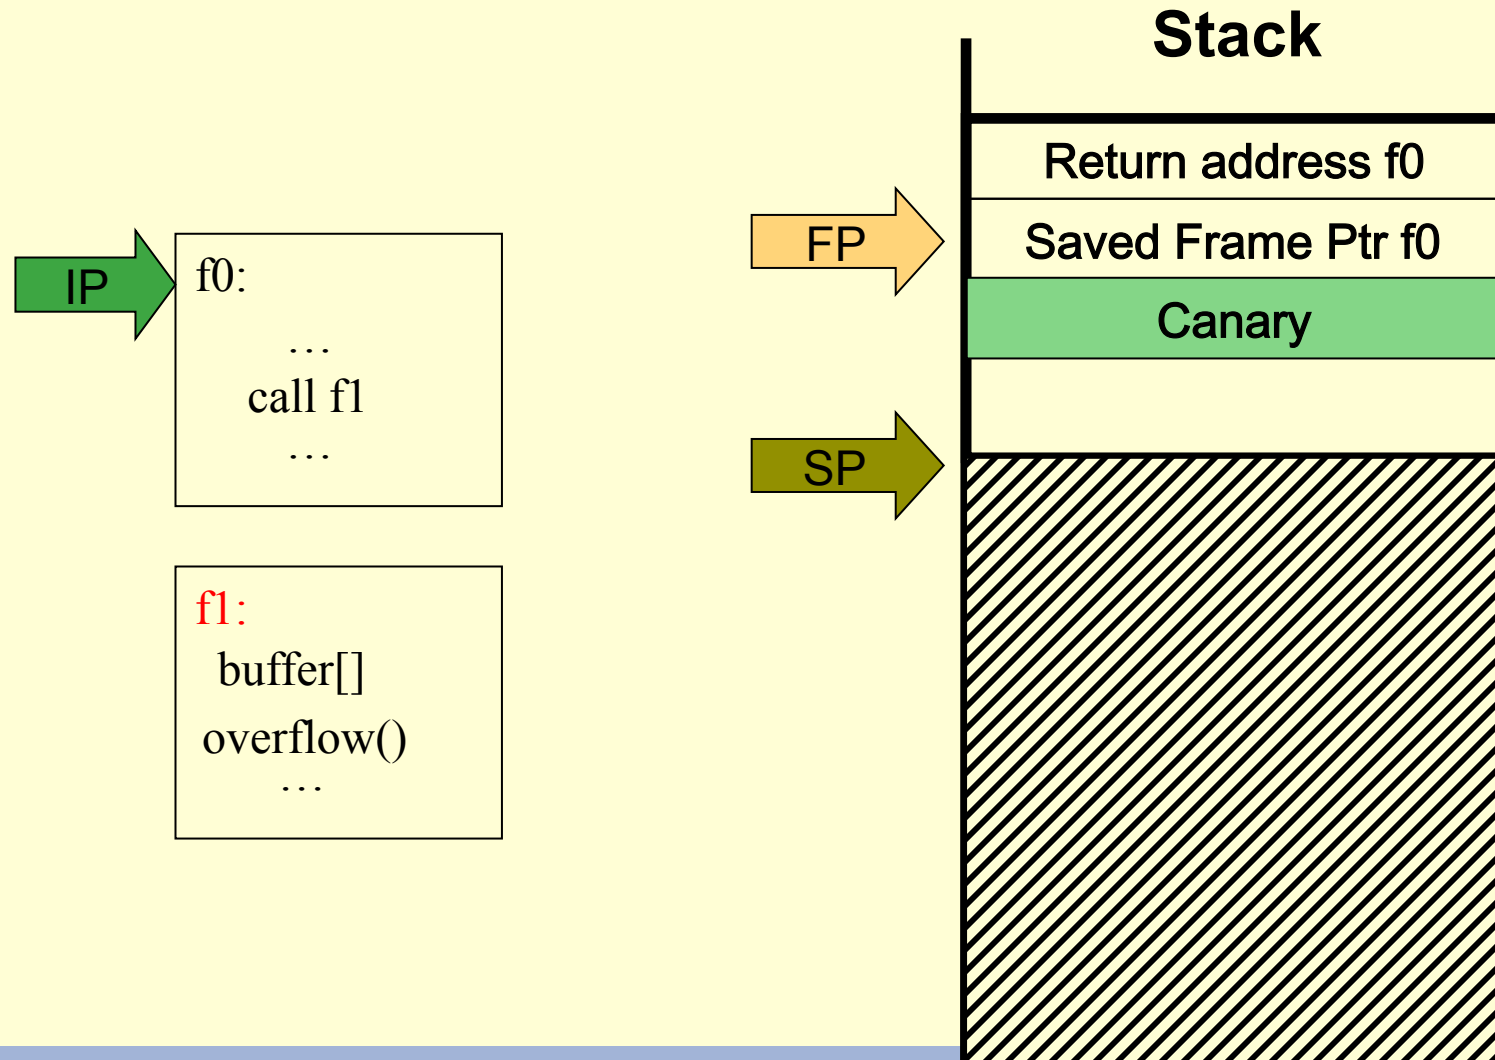 Stack
Return address f0
FP
Saved Frame Ptr f0
IP
f0:
Canary
…
call f1
…
SP
f1:
buffer[]
overflow()
…